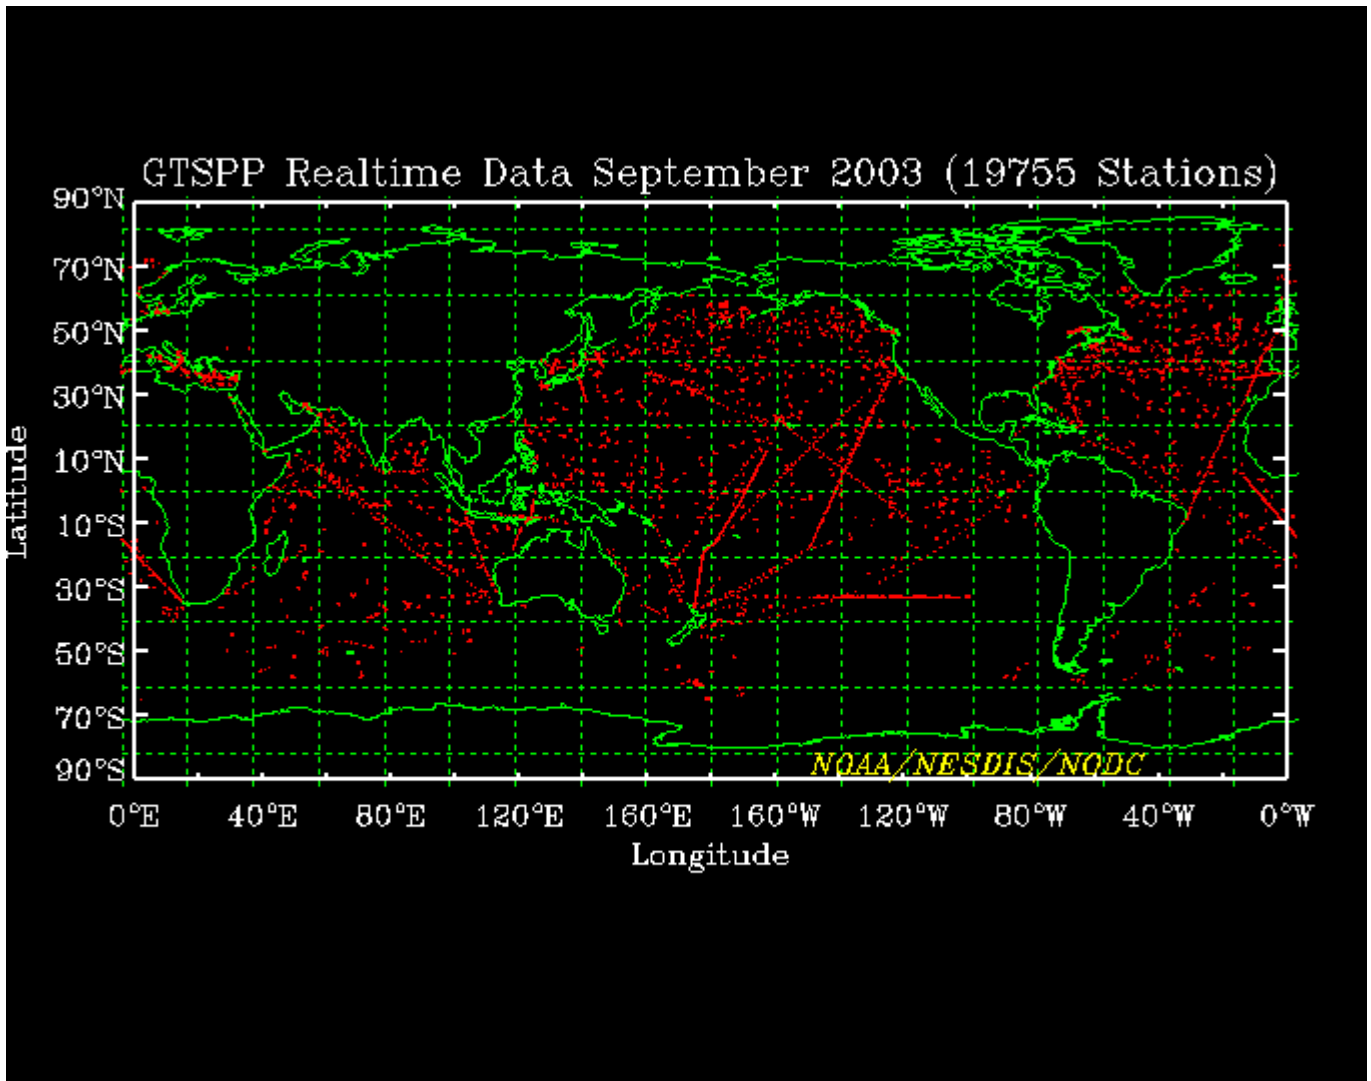 GTSPP Realtime Data September 2003 (19755 Stations)
90°N
70°N
50°N
30°N
10°N
10°S
30°S
50°S
70°S
90°S
Latitude
NOAA/NESDIS/NODC
0°E 40°E 80°E 120°E 160°E 160°W 120°W 80°W 40°W 0°W
Longitude